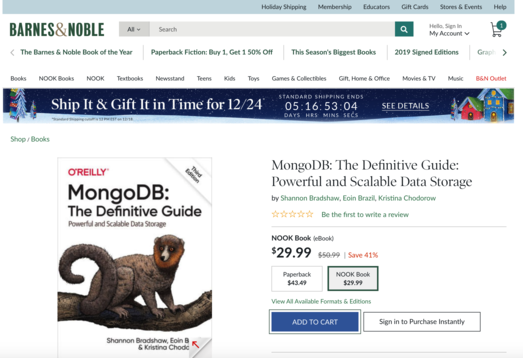 Holiday Shipping Membership Educators Gift Cards Stores & Events Help
BARNES & NOBLE
All Search
Hello, Sign In
My Account
1
The Barnes & Noble Book of the Year Paperback Fiction: Buy 1, Get 1 50% Off This Season's Biggest Books 2019 Signed Editions Grap
Books NOOK Books NOOK Textbooks Newsstand Teens Kids Toys Games & Collectibles Gift, Home & Office Movies & TV Music B&N Outlet
Ship It & Gift It in Time for 12/24*
STANDARD SHIPPING ENDS
05:16:53:04
DAYS HRS MINS SECS
SEE DETAILS
Shop / Books
O'REILLY®
Third Edition
MongoDB:
The Definitive Guide
Powerful and Scalable Data Storage
Shannon Bradshaw, Eoin B
& Kristina Chodo
MongoDB: The Definitive Guide:
Powerful and Scalable Data Storage
by Shannon Bradshaw, Eoin Brazil, Kristina Chodorow
Be the first to write a review
NOOK Book (eBook)
$29.99 $50.99 | Save 41%
Paperback
$43.49
NOOK Book
$29.99
View All Available Formats & Editions
ADD TO CART
Sign in to Purchase Instantly